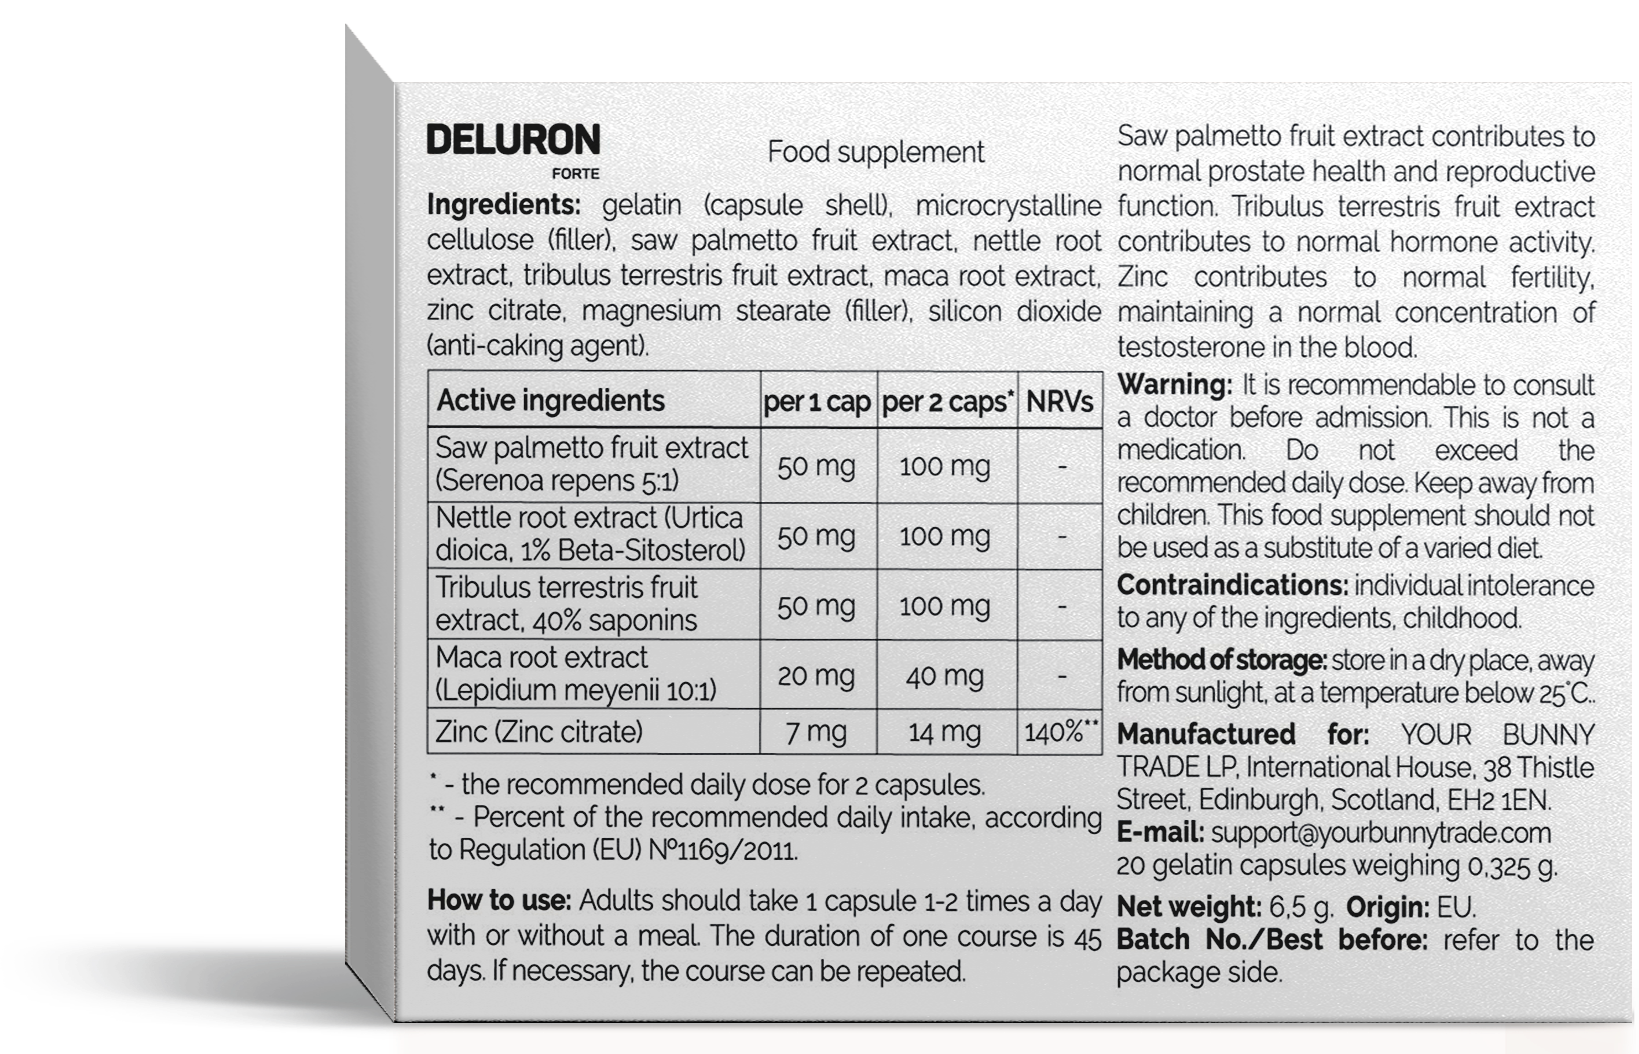 DELURON
FORTE
Food supplement
Ingredients: gelatin (capsule shell), microcrystalline
cellulose (filler), saw palmetto fruit extract, nettle root
extract, tribulus terrestris fruit extract, maca root extract,
zinc citrate, magnesium stearate (filler), silicon dioxide
(anti-caking agent).
Active ingredients per 1 cap per 2 caps* NRVs
Saw palmetto fruit extract
(Serenoa repens 5:1) 50 mg 100 mg -
Nettle root extract (Urtica
dioica, 1% Beta-Sitosterol) 50 mg 100 mg -
Tribulus terrestris fruit
extract, 40% saponins 50 mg 100 mg -
Maca root extract
(Lepidium meyenii 10:1) 20 mg 40 mg -
Zinc (Zinc citrate) 7 mg 14 mg 140%**
* - the recommended daily dose for 2 capsules.
** - Percent of the recommended daily intake, according
to Regulation (EU) Nº1169/2011.
How to use: Adults should take 1 capsule 1-2 times a day
with or without a meal. The duration of one course is 45
days. If necessary, the course can be repeated.
Saw palmetto fruit extract contributes to
normal prostate health and reproductive
function. Tribulus terrestris fruit extract
contributes to normal hormone activity.
Zinc contributes to normal fertility,
maintaining a normal concentration of
testosterone in the blood.
Warning: It is recommendable to consult
a doctor before admission. This is not a
medication. Do not exceed the
recommended daily dose. Keep away from
children. This food supplement should not
be used as a substitute of a varied diet.
Contraindications: individual intolerance
to any of the ingredients, childhood.
Method of storage: store in a dry place, away
from sunlight, at a temperature below 25°C..
Manufactured for: YOUR BUNNY
TRADE LP, International House, 38 Thistle
Street, Edinburgh, Scotland, EH2 1EN.
E-mail: support@yourbunnytrade.com
20 gelatin capsules weighing 0,325 g.
Net weight: 6,5 g. Origin: EU.
Batch No./Best before: refer to the
package side.